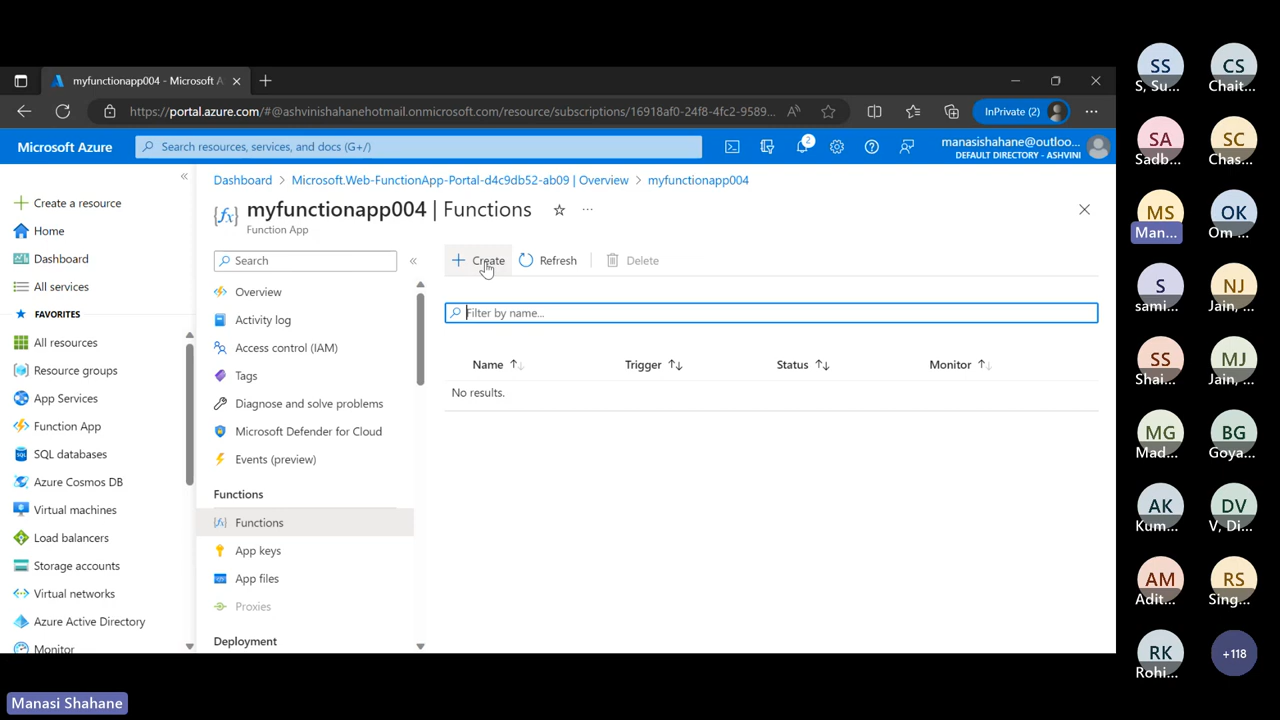 myfunctionapp004 - Microsoft A
https://portal.azure.com/#@ashvinishahanehotmail.onmicrosoft.com/resource/subscriptions/16918af0-24f8-4fc2-9589...
InPrivate (2)
Microsoft Azure
Search resources, services, and docs (G+/)
2
manasishahane@outloo...
DEFAULT DIRECTORY - ASHVINI
Create a resource
Home
Dashboard
All services
FAVORITES
All resources
Resource groups
App Services
Function App
SQL databases
Azure Cosmos DB
Virtual machines
Load balancers
Storage accounts
Virtual networks
Azure Active Directory
Monitor
Dashboard > Microsoft.Web-FunctionApp-Portal-d4c9db52-ab09 | Overview > myfunctionapp004
myfunctionapp004 | Functions
Function App
Search
Overview
Activity log
Access control (IAM)
Tags
Diagnose and solve problems
Microsoft Defender for Cloud
Events (preview)
Functions
Functions
App keys
App files
Proxies
Deployment
Create
Refresh
Delete
Filter by name...
Name Trigger Status Monitor
No results.
SS CS
S, Su... Chait...
SA SC
Sadb... Chas...
MS OK
Man... Om ...
S NJ
sami... Jain, ...
SS MJ
Shai... Jain, ...
MG BG
Mad... Goya...
AK DV
Kum... V, Di...
AM RS
Adit... Sing...
RK +118
Rohi...
Manasi Shahane